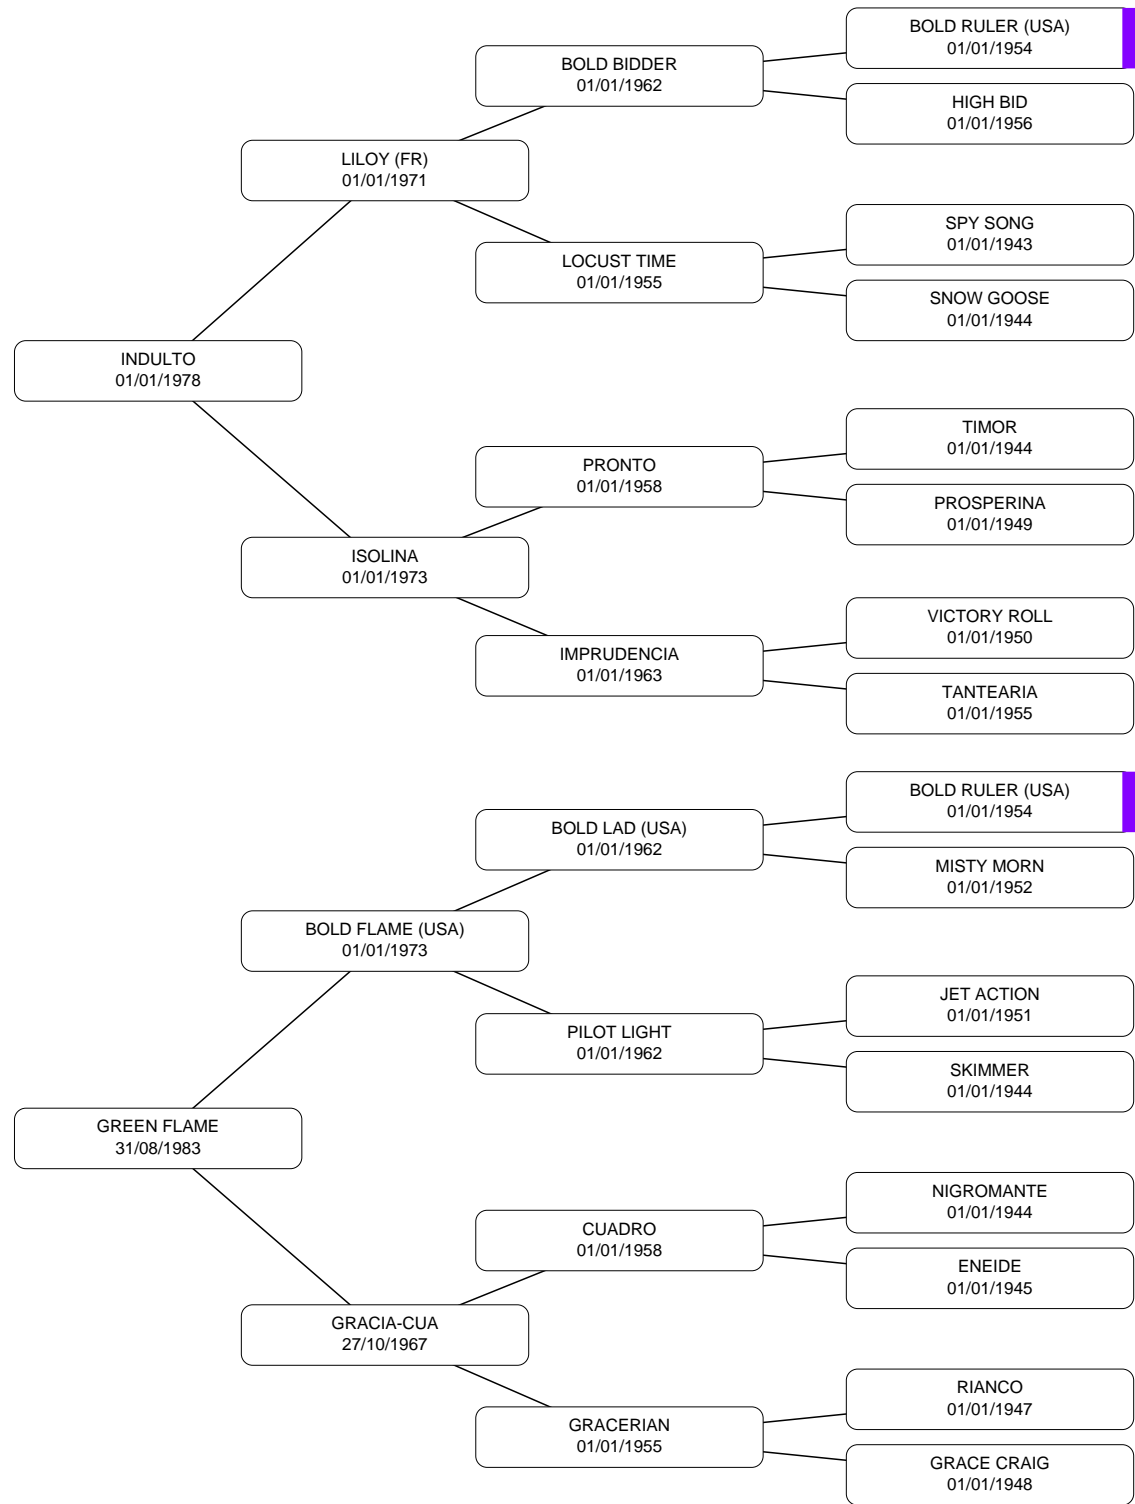 BOLD RULER (USA)
01/01/1954
BOLD BIDDER
01/01/1962
HIGH BID
01/01/1956
LILOY (FR)
01/01/1971
SPY SONG
01/01/1943
LOCUST TIME
01/01/1955
SNOW GOOSE
01/01/1944
INDULTO
01/01/1978
TIMOR
01/01/1944
PRONTO
01/01/1958
PROSPERINA
01/01/1949
ISOLINA
01/01/1973
VICTORY ROLL
01/01/1950
IMPRUDENCIA
01/01/1963
TANTEARIA
01/01/1955
BOLD RULER (USA)
01/01/1954
BOLD LAD (USA)
01/01/1962
MISTY MORN
01/01/1952
BOLD FLAME (USA)
01/01/1973
JET ACTION
01/01/1951
PILOT LIGHT
01/01/1962
SKIMMER
01/01/1944
GREEN FLAME
31/08/1983
NIGROMANTE
01/01/1944
CUADRO
01/01/1958
ENEIDE
01/01/1945
GRACIA-CUA
27/10/1967
RIANCO
01/01/1947
GRACERIAN
01/01/1955
GRACE CRAIG
01/01/1948